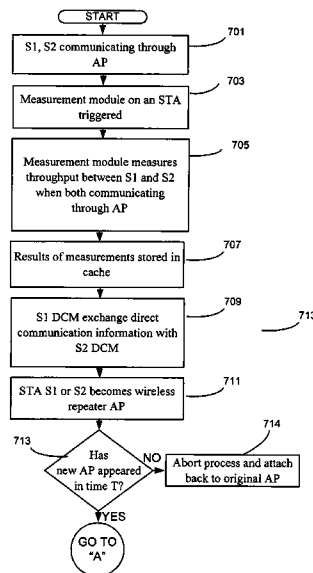 START
S1, S2 communicating through
AP
701
Measurement module on an STA
triggered
703
Measurement module measures
throughput between S1 and S2
when both communicating
through AP
705
Results of measurements stored in
cache
707
S1 DCM exchange direct
communication information with
S2 DCM
709
713
STA S1 or S2 becomes wireless
repeater AP
711
713
Has
new AP appeared
in time T?
NO
714
Abort process and attach
back to original AP
YES
GO TO
"A"